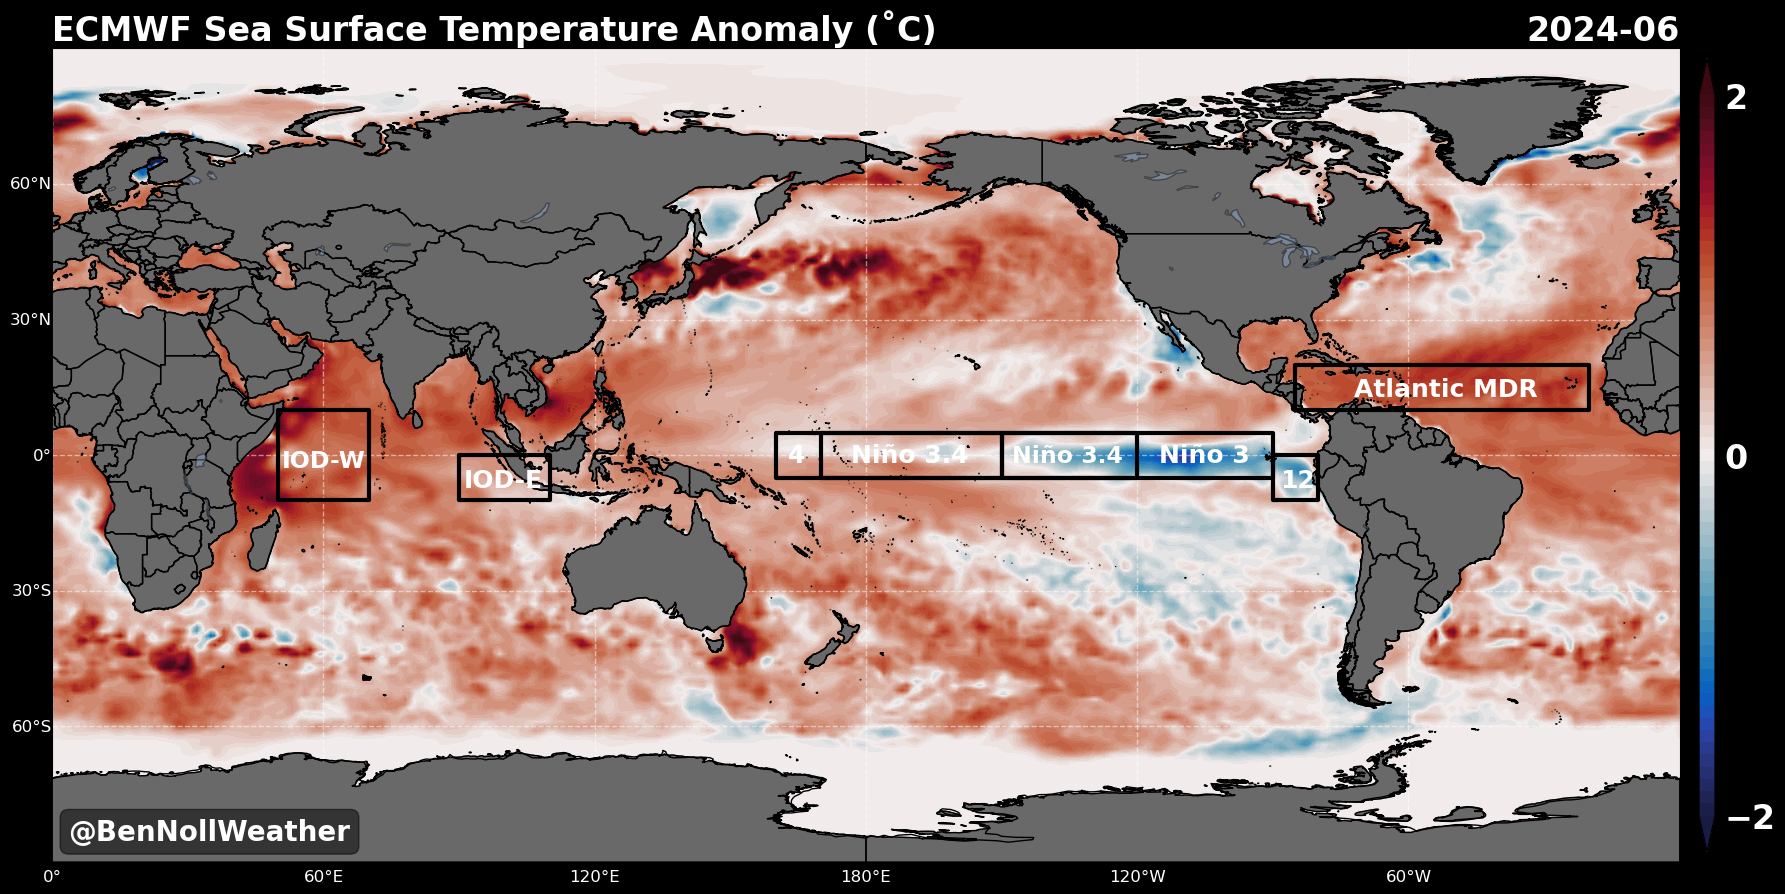 ECMWF Sea Surface Temperature Anomaly (˚C) 2024-06
2
60°N
30°N
Atlantic MDR
0° IOD-W IOD-E 4 Niño 3.4 Niño 3.4 Niño 3 12 0
30°S
60°S
−2
@BenNollWeather
0° 60°E 120°E 180°E 120°W 60°W